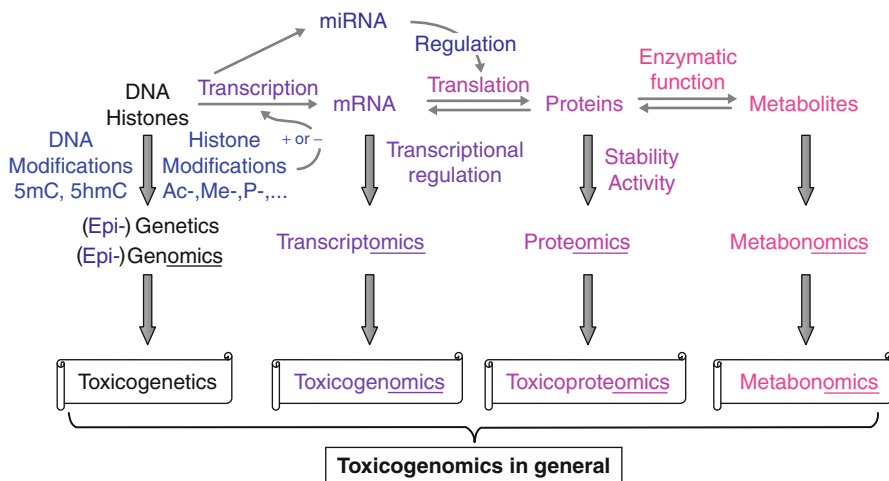 miRNA
Regulation
DNA
Histones
Transcription
mRNA
Translation
Proteins
Enzymatic
function
Metabolites
DNA
Modifications
5mC, 5hmC
Histone
Modifications
Ac-,Me-,P-,...
+ or –
Transcriptional
regulation
Stability
Activity
(Epi-) Genetics
(Epi-) Genomics
Transcriptomics
Proteomics
Metabonomics
Toxicogenetics
Toxicogenomics
Toxicoproteomics
Metabonomics
Toxicogenomics in general